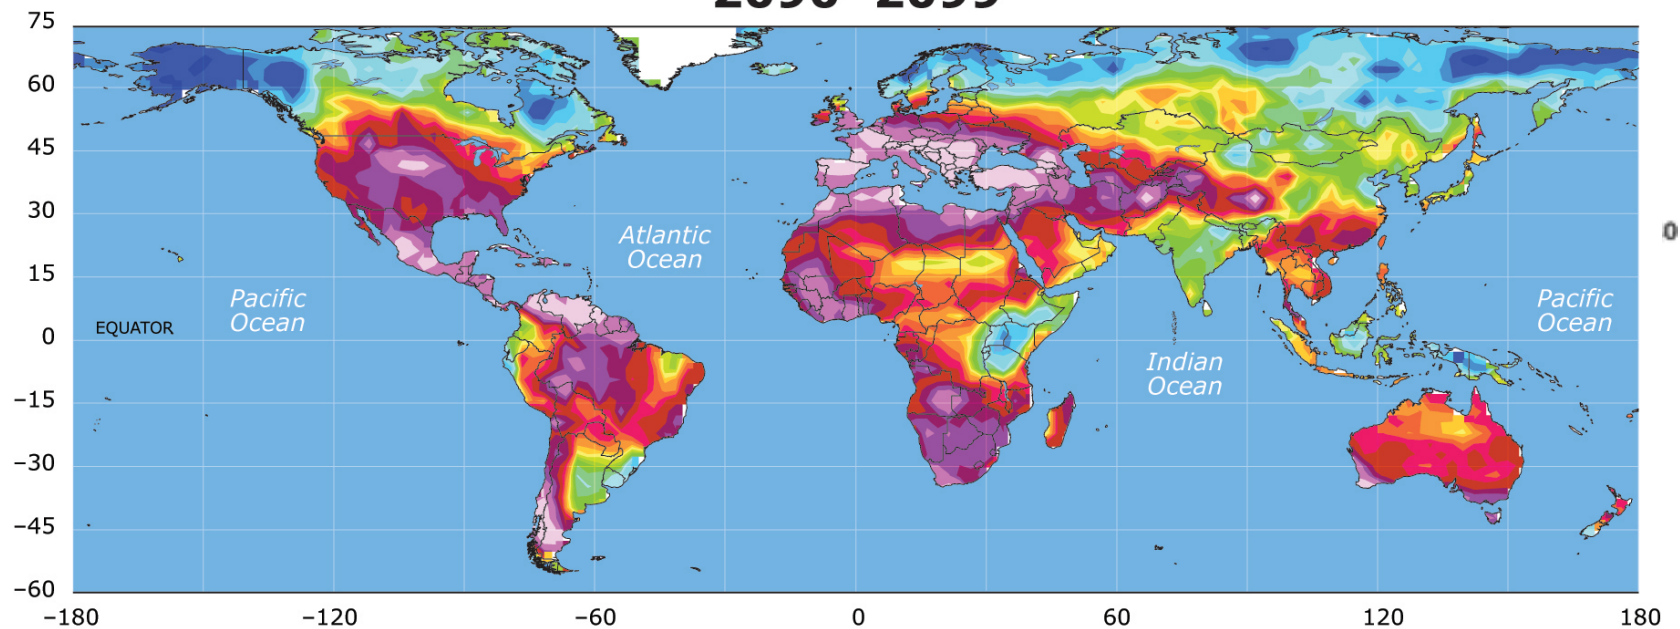 75
60
45
30
15
0
−15
−30
−45
−60
Atlantic
Ocean
Pacific
Ocean
EQUATOR
Indian
Ocean
Pacific
Ocean
−180
−120
−60
0
60
120
180